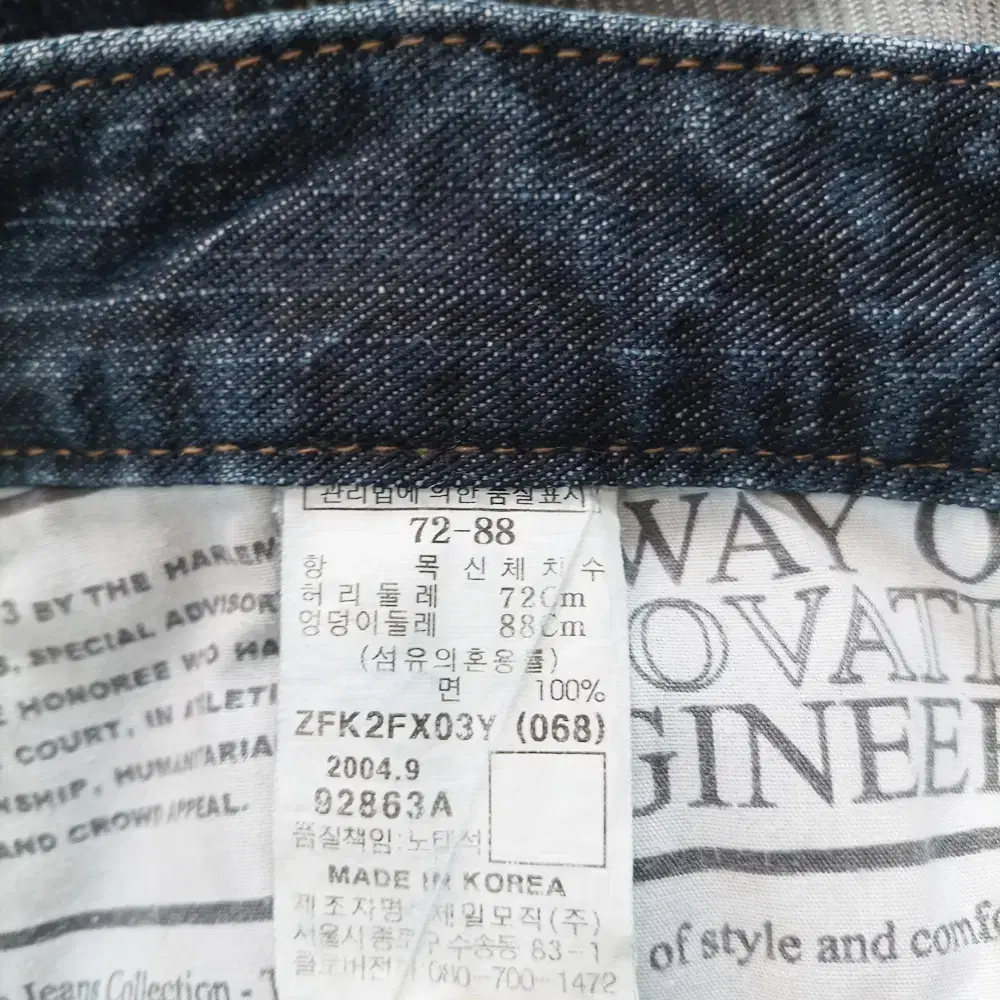 관리법에 의한 품질표시
72-88
항 목 신체치수
허리둘레 72Cm
엉덩이둘레 88Cm
(섬유의혼용률)
면 100%
ZFK2FX03Y (068)
2004.9
92863A
품질책임:노태석
MADE IN KOREA
제조자명 제일모직(주)
서울시 종로구 수송동 83-1
080-700-1472
3 BY THE HARLEM
SPECIAL ADVISOR
HONOREE WO HA
COURT, IN ATLETI
NSHIP, HUMANITARIA
AND CROWD APPEAL.
Jeans Collection -
WAY O
OVATI
GINEE
of style and comfo